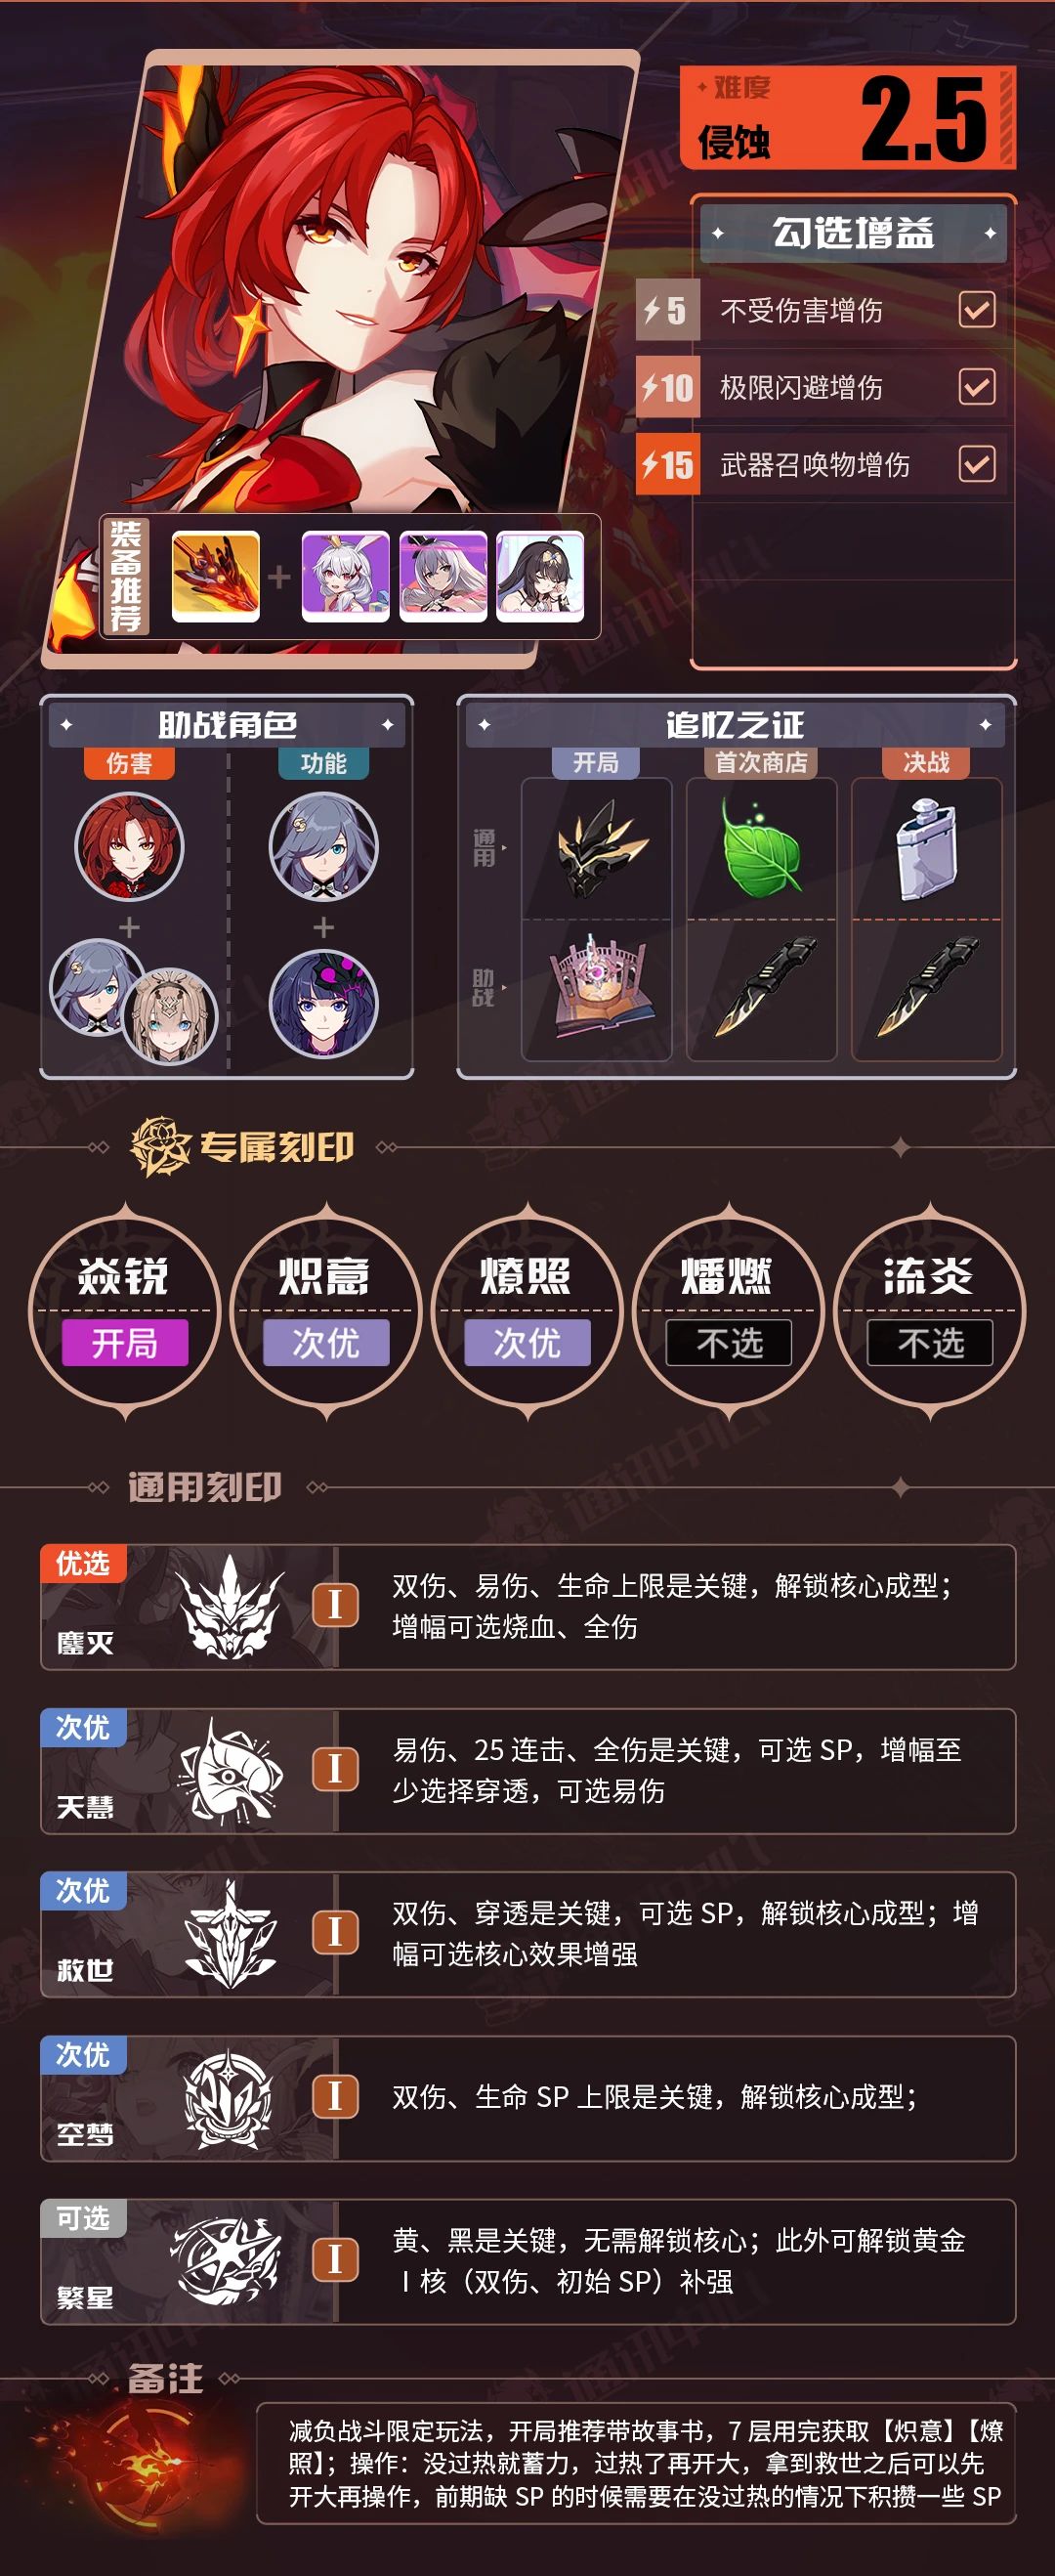 难度
侵蚀
2.5
勾选增益
5 不受伤害增伤
10 极限闪避增伤
15 武器召唤物增伤
装备推荐
助战角色
伤害
功能
追忆之证
开局
首次商店
决战
通用
助战
专属刻印
焱锐
开局
炽意
次优
燎照
次优
燔燃
不选
流炎
不选
通用刻印
优选
鏖灭
I
双伤、易伤、生命上限是关键，解锁核心成型；
增幅可选烧血、全伤
次优
天慧
I
易伤、25 连击、全伤是关键，可选 SP，增幅至
少选择穿透，可选易伤
次优
救世
I
双伤、穿透是关键，可选 SP，解锁核心成型；增
幅可选核心效果增强
次优
空梦
I
双伤、生命 SP 上限是关键，解锁核心成型；
可选
繁星
I
黄、黑是关键，无需解锁核心；此外可解锁黄金
Ⅰ核（双伤、初始 SP）补强
备注
减负战斗限定玩法，开局推荐带故事书，7 层用完获取【炽意】【燎
照】；操作：没过热就蓄力，过热了再开大，拿到救世之后可以先
开大再操作，前期缺 SP 的时候需要在没过热的情况下积攒一些 SP
通讯中心